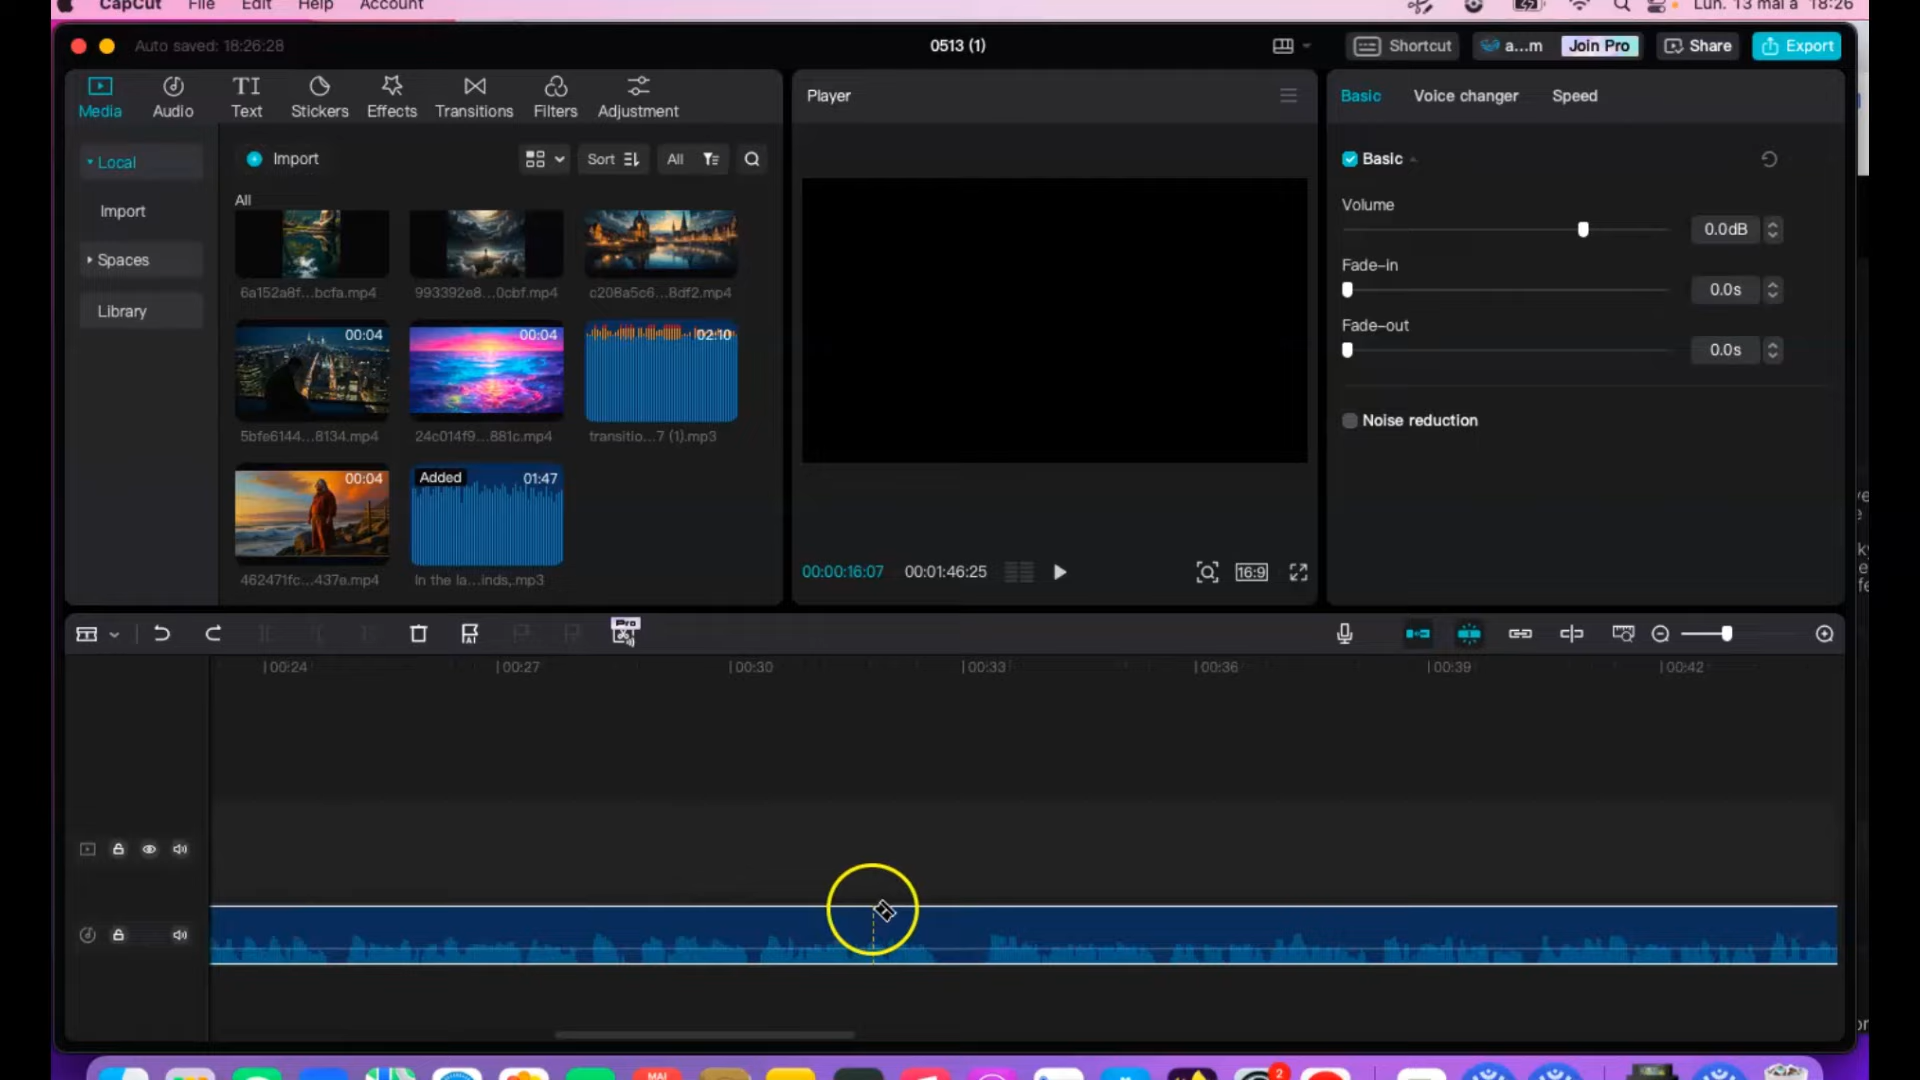 CapCut File Edit Help Account Lun. 13 mai à 18:26
Auto saved: 18:26:28
0513 (1)
Shortcut a...m Join Pro Share Export
Media Audio TI Text Stickers Effects Transitions Filters Adjustment
Player
Basic Voice changer Speed
Local
Import
Spaces
Library
Import
Sort All
All
6a152a8f...bcfa.mp4 993392e8...0cbf.mp4 c208a5c6...8df2.mp4
00:04 00:04 02:10
5bfe6144...8134.mp4 24c014f9...881c.mp4 transitio...7 (1).mp3
00:04 Added 01:47
462471fc...437e.mp4 In the la...inds,.mp3
00:00:16:07 00:01:46:25 16:9
Basic
Volume
0.0dB
Fade-in
0.0s
Fade-out
0.0s
Noise reduction
AI Pro
00:24 00:27 00:30 00:33 00:36 00:39 00:42
MAI 2